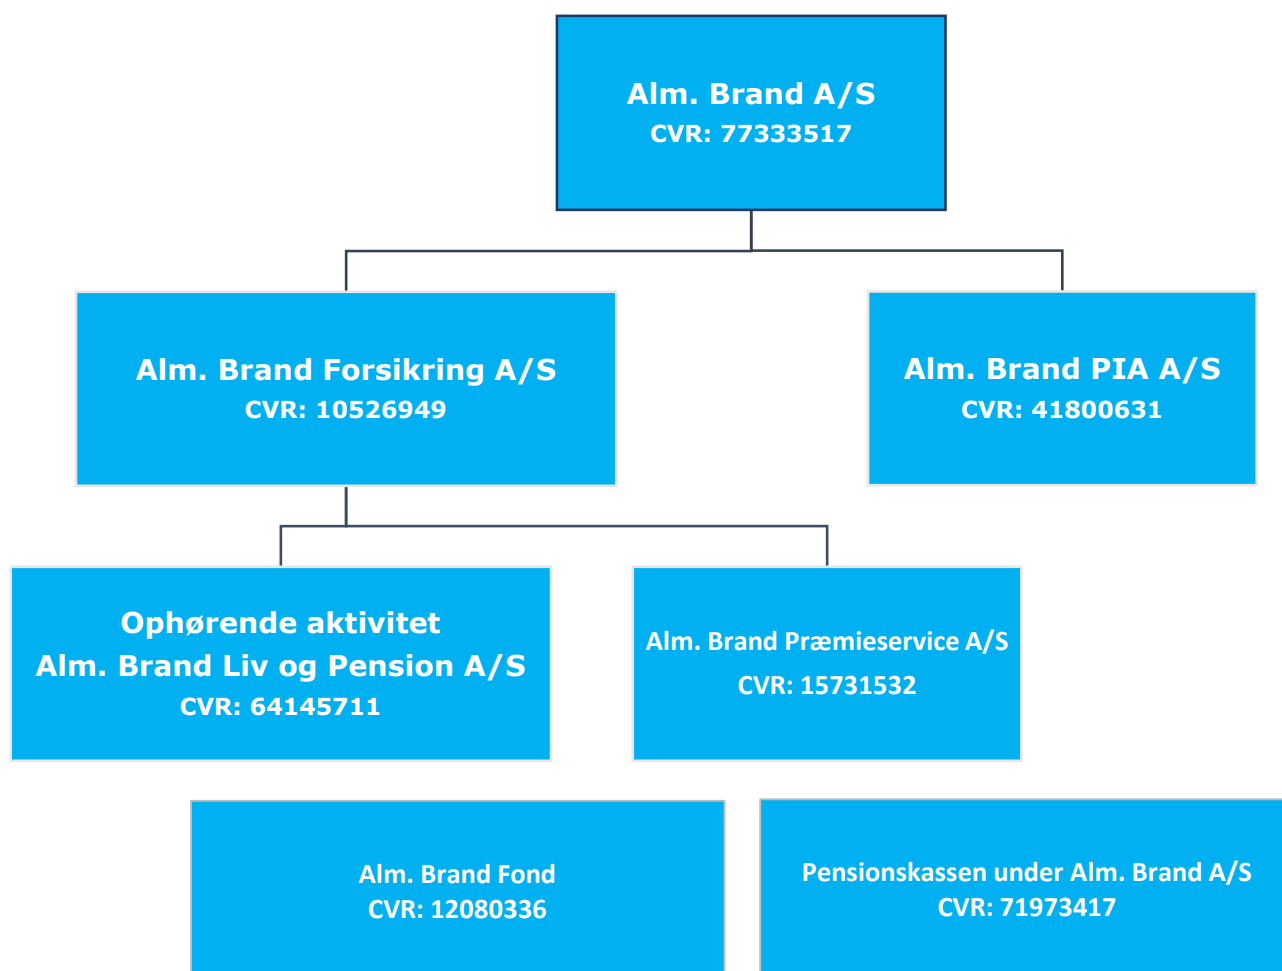 Alm. Brand A/S
CVR: 77333517
Alm. Brand Forsikring A/S
CVR: 10526949
Alm. Brand PIA A/S
CVR: 41800631
Ophørende aktivitet
Alm. Brand Liv og Pension A/S
CVR: 64145711
Alm. Brand Præmieservice A/S
CVR: 15731532
Alm. Brand Fond
CVR: 12080336
Pensionskassen under Alm. Brand A/S
CVR: 71973417